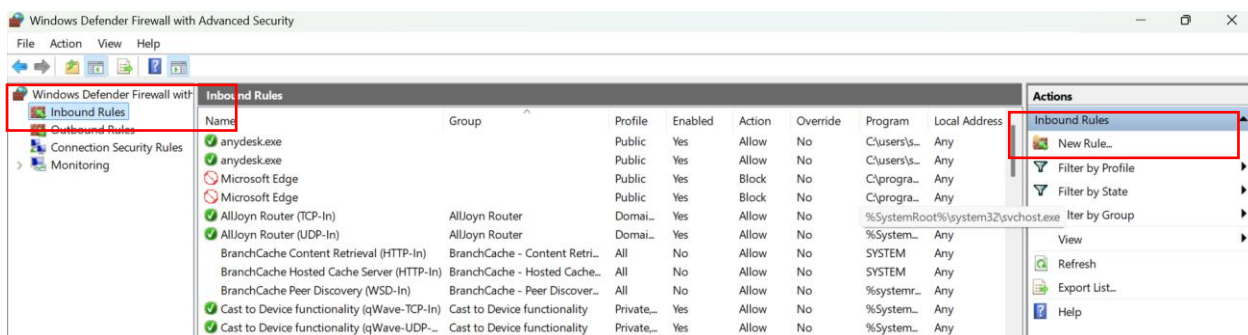 Windows Defender Firewall with Advanced Security
File Action View Help
Windows Defender Firewall with
Inbound Rules
Outbound Rules
Connection Security Rules
Monitoring
Inbound Rules
Name Group Profile Enabled Action Override Program Local Address
anydesk.exe Public Yes Allow No C:\users\s... Any
anydesk.exe Public Yes Allow No C:\users\s... Any
Microsoft Edge Public Yes Block No C:\progra... Any
Microsoft Edge Public Yes Block No C:\progra... Any
AllJoyn Router (TCP-In) AllJoyn Router Domai... Yes Allow No %SystemRoot%\system32\svchost.exe
AllJoyn Router (UDP-In) AllJoyn Router Domai... Yes Allow No %System... Any
BranchCache Content Retrieval (HTTP-In) BranchCache - Content Retri... All No Allow No SYSTEM Any
BranchCache Hosted Cache Server (HTTP-In) BranchCache - Hosted Cache... All No Allow No SYSTEM Any
BranchCache Peer Discovery (WSD-In) BranchCache - Peer Discover... All No Allow No %systemr... Any
Cast to Device functionality (qWave-TCP-In) Cast to Device functionality Private,... Yes Allow No %System... Any
Cast to Device functionality (qWave-UDP-... Cast to Device functionality Private,... Yes Allow No %System... Any
Actions
Inbound Rules
New Rule...
Filter by Profile
Filter by State
lter by Group
View
Refresh
Export List...
Help